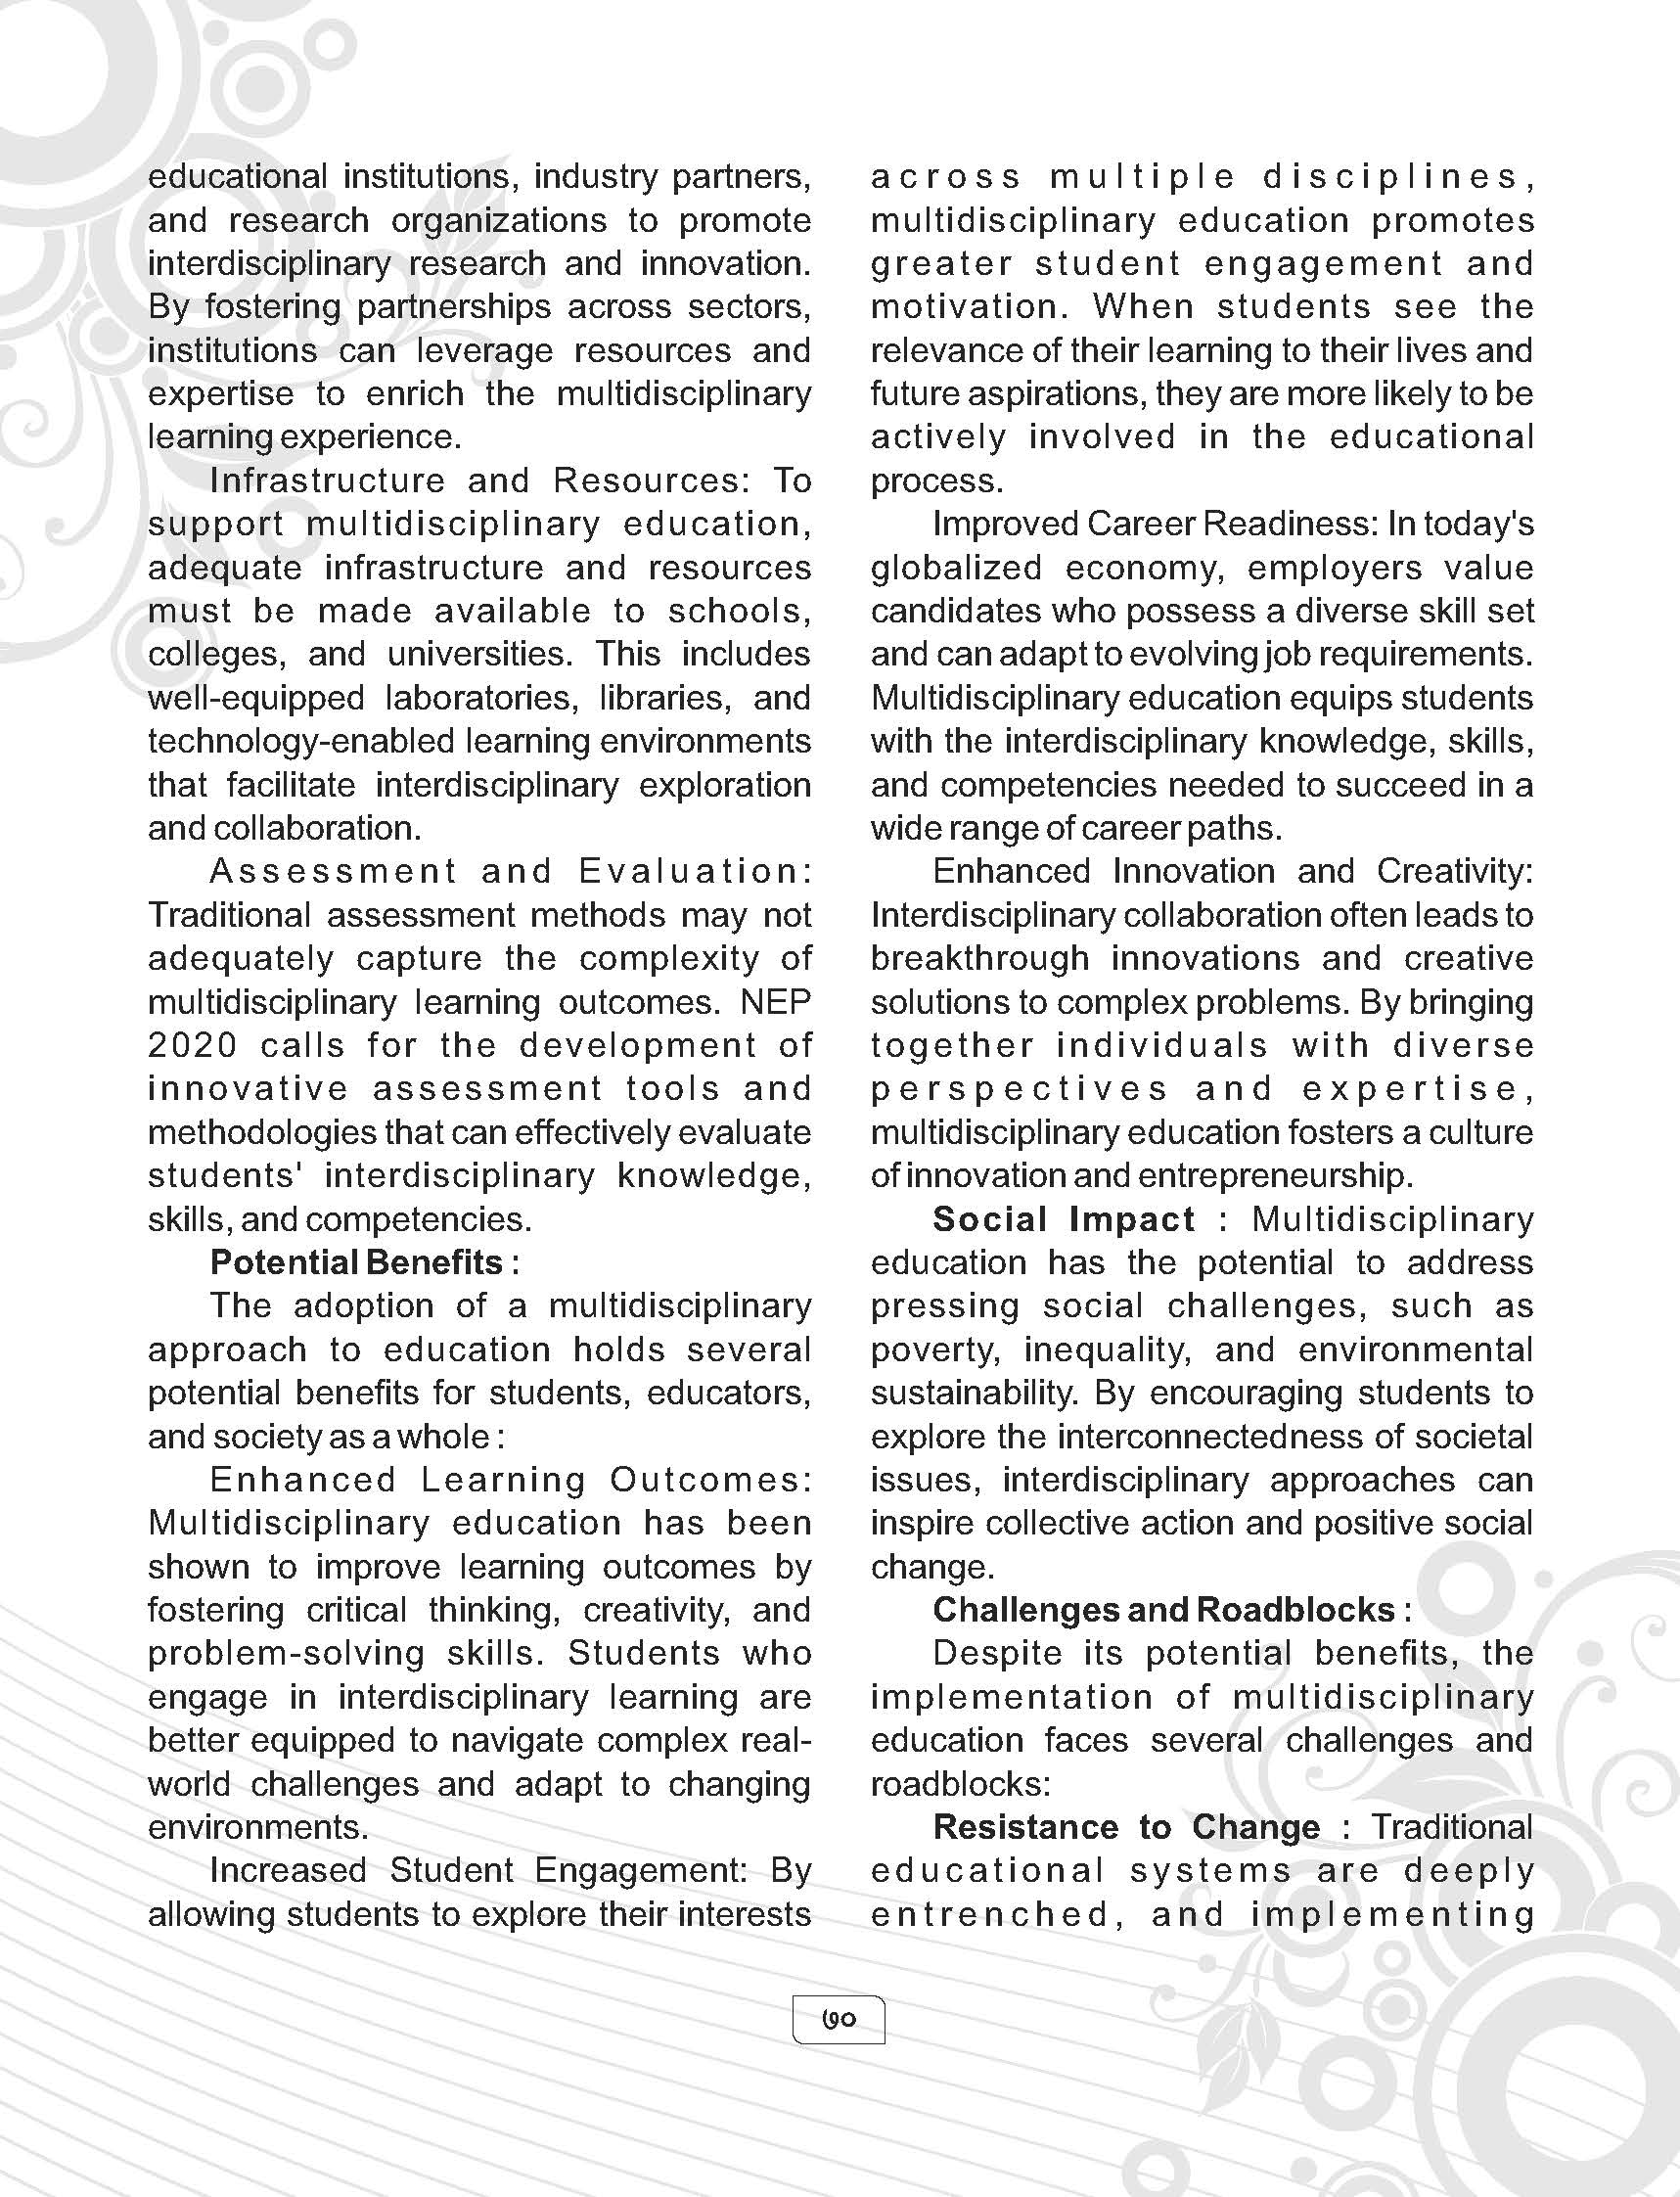 educational institutions, industry partners,
and research organizations to promote
interdisciplinary research and innovation.
By fostering partnerships across sectors,
institutions can leverage resources and
expertise to enrich the multidisciplinary
learning experience.
Infrastructure and Resources: To
support multidisciplinary education,
adequate infrastructure and resources
must be made available to schools,
colleges, and universities. This includes
well-equipped laboratories, libraries, and
technology-enabled learning environments
that facilitate interdisciplinary exploration
and collaboration.
Assessment and Evaluation:
Traditional assessment methods may not
adequately capture the complexity of
multidisciplinary learning outcomes. NEP
2020 calls for the development of
innovative assessment tools and
methodologies that can effectively evaluate
students' interdisciplinary knowledge,
skills, and competencies.
Potential Benefits :
The adoption of a multidisciplinary
approach to education holds several
potential benefits for students, educators,
and society as a whole :
Enhanced Learning Outcomes:
Multidisciplinary education has been
shown to improve learning outcomes by
fostering critical thinking, creativity, and
problem-solving skills. Students who
engage in interdisciplinary learning are
better equipped to navigate complex real-
world challenges and adapt to changing
environments.
Increased Student Engagement: By
allowing students to explore their interests
across multiple disciplines,
multidisciplinary education promotes
greater student engagement and
motivation. When students see the
relevance of their learning to their lives and
future aspirations, they are more likely to be
actively involved in the educational
process.
Improved Career Readiness: In today's
globalized economy, employers value
candidates who possess a diverse skill set
and can adapt to evolving job requirements.
Multidisciplinary education equips students
with the interdisciplinary knowledge, skills,
and competencies needed to succeed in a
wide range of career paths.
Enhanced Innovation and Creativity:
Interdisciplinary collaboration often leads to
breakthrough innovations and creative
solutions to complex problems. By bringing
together individuals with diverse
perspectives and expertise,
multidisciplinary education fosters a culture
of innovation and entrepreneurship.
Social Impact : Multidisciplinary
education has the potential to address
pressing social challenges, such as
poverty, inequality, and environmental
sustainability. By encouraging students to
explore the interconnectedness of societal
issues, interdisciplinary approaches can
inspire collective action and positive social
change.
Challenges and Roadblocks :
Despite its potential benefits, the
implementation of multidisciplinary
education faces several challenges and
roadblocks:
Resistance to Change : Traditional
educational systems are deeply
entrenched, and implementing
৩০